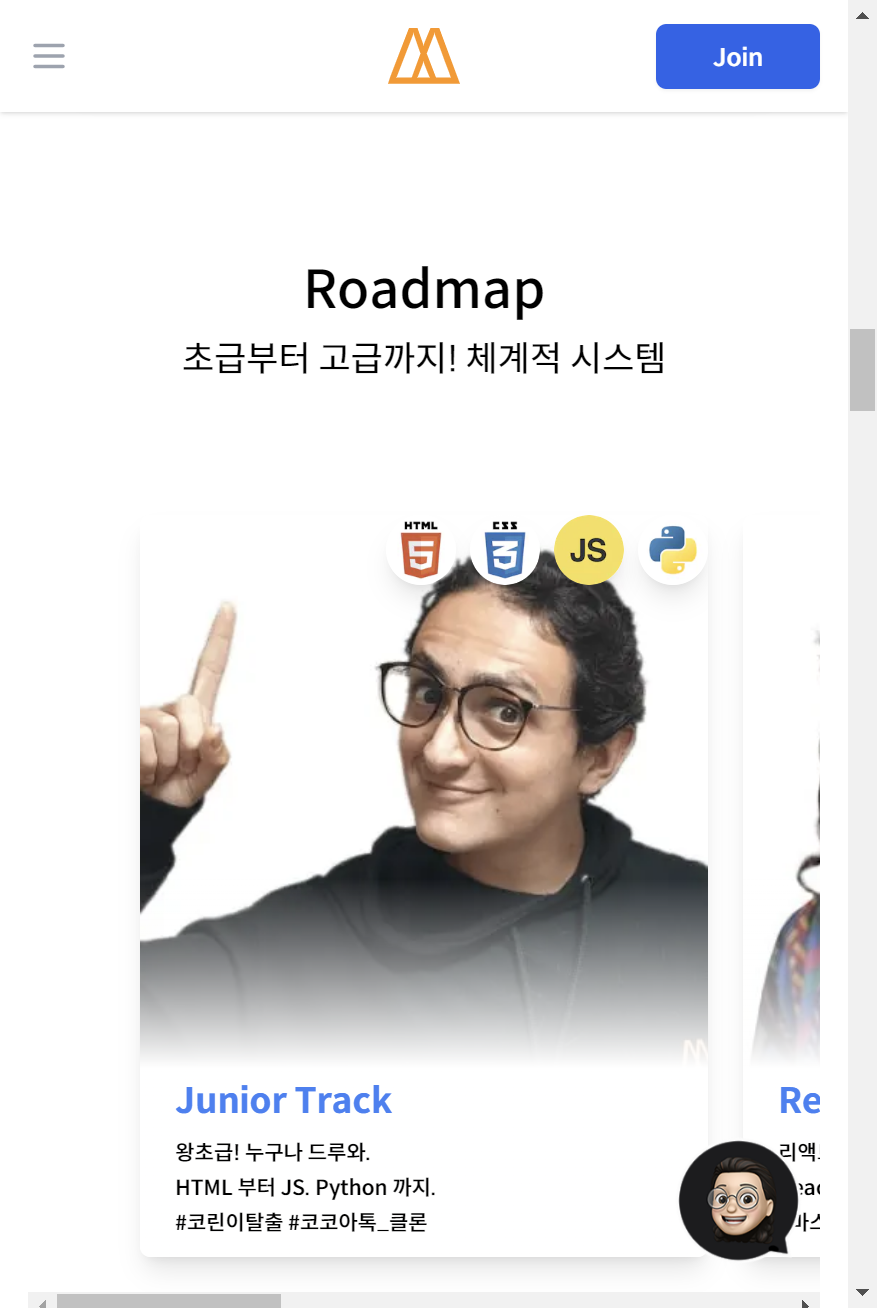 Join
Roadmap
초급부터 고급까지! 체계적 시스템
HTML
5
CSS
3
JS
Junior Track
왕초급! 누구나 드루와.
HTML 부터 JS. Python 까지.
#코린이탈출 #코코아톡_클론
Re